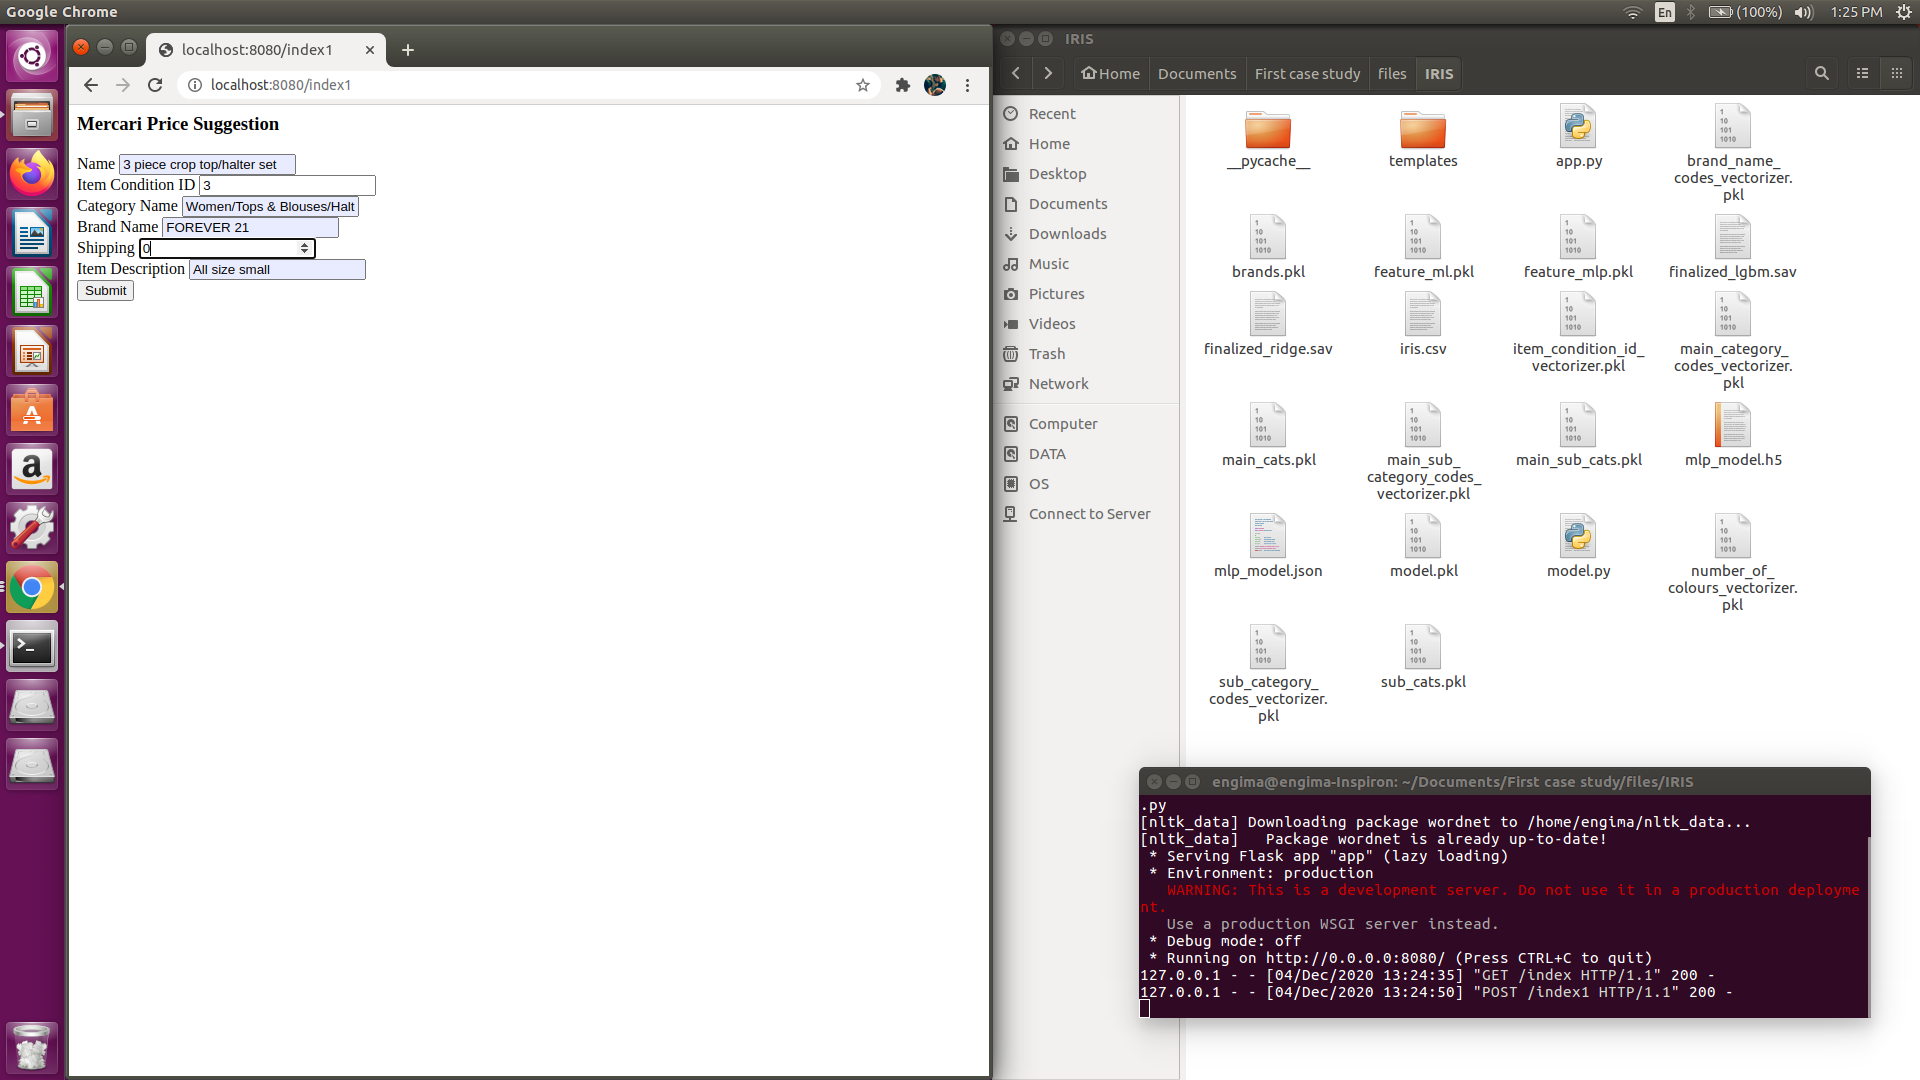 Google Chrome
En
(100%)
1:25 PM
localhost:8080/index1
localhost:8080/index1
Mercari Price Suggestion
Name 3 piece crop top/halter set
Item Condition ID 3
Category Name Women/Tops & Blouses/Halt
Brand Name FOREVER 21
Shipping 0
Item Description All size small
Submit
IRIS
Home Documents First case study files IRIS
Recent
Home
Desktop
Documents
Downloads
Music
Pictures
Videos
Trash
Network
Computer
DATA
OS
Connect to Server
__pycache__
templates
app.py
brand_name_
codes_vectorizer.
pkl
brands.pkl
feature_ml.pkl
feature_mlp.pkl
finalized_lgbm.sav
finalized_ridge.sav
iris.csv
item_condition_id_
vectorizer.pkl
main_category_
codes_vectorizer.
pkl
main_cats.pkl
main_sub_
category_codes_
vectorizer.pkl
main_sub_cats.pkl
mlp_model.h5
mlp_model.json
model.pkl
model.py
number_of_
colours_vectorizer.
pkl
sub_category_
codes_vectorizer.
pkl
sub_cats.pkl
engima@engima-Inspiron: ~/Documents/First case study/files/IRIS
.py
[nltk_data] Downloading package wordnet to /home/engima/nltk_data...
[nltk_data]   Package wordnet is already up-to-date!
 * Serving Flask app "app" (lazy loading)
 * Environment: production
   WARNING: This is a development server. Do not use it in a production deployme
nt.
   Use a production WSGI server instead.
 * Debug mode: off
 * Running on http://0.0.0.0:8080/ (Press CTRL+C to quit)
127.0.0.1 - - [04/Dec/2020 13:24:35] "GET /index HTTP/1.1" 200 -
127.0.0.1 - - [04/Dec/2020 13:24:50] "POST /index1 HTTP/1.1" 200 -